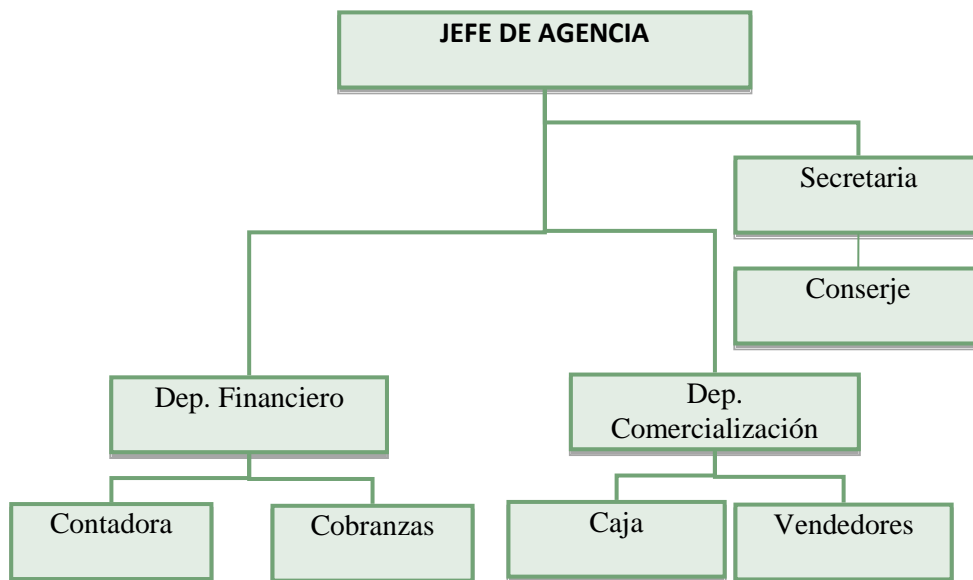 JEFE DE AGENCIA
Secretaria
Conserje
Dep. Financiero
Dep.
Comercialización
Contadora
Cobranzas
Caja
Vendedores